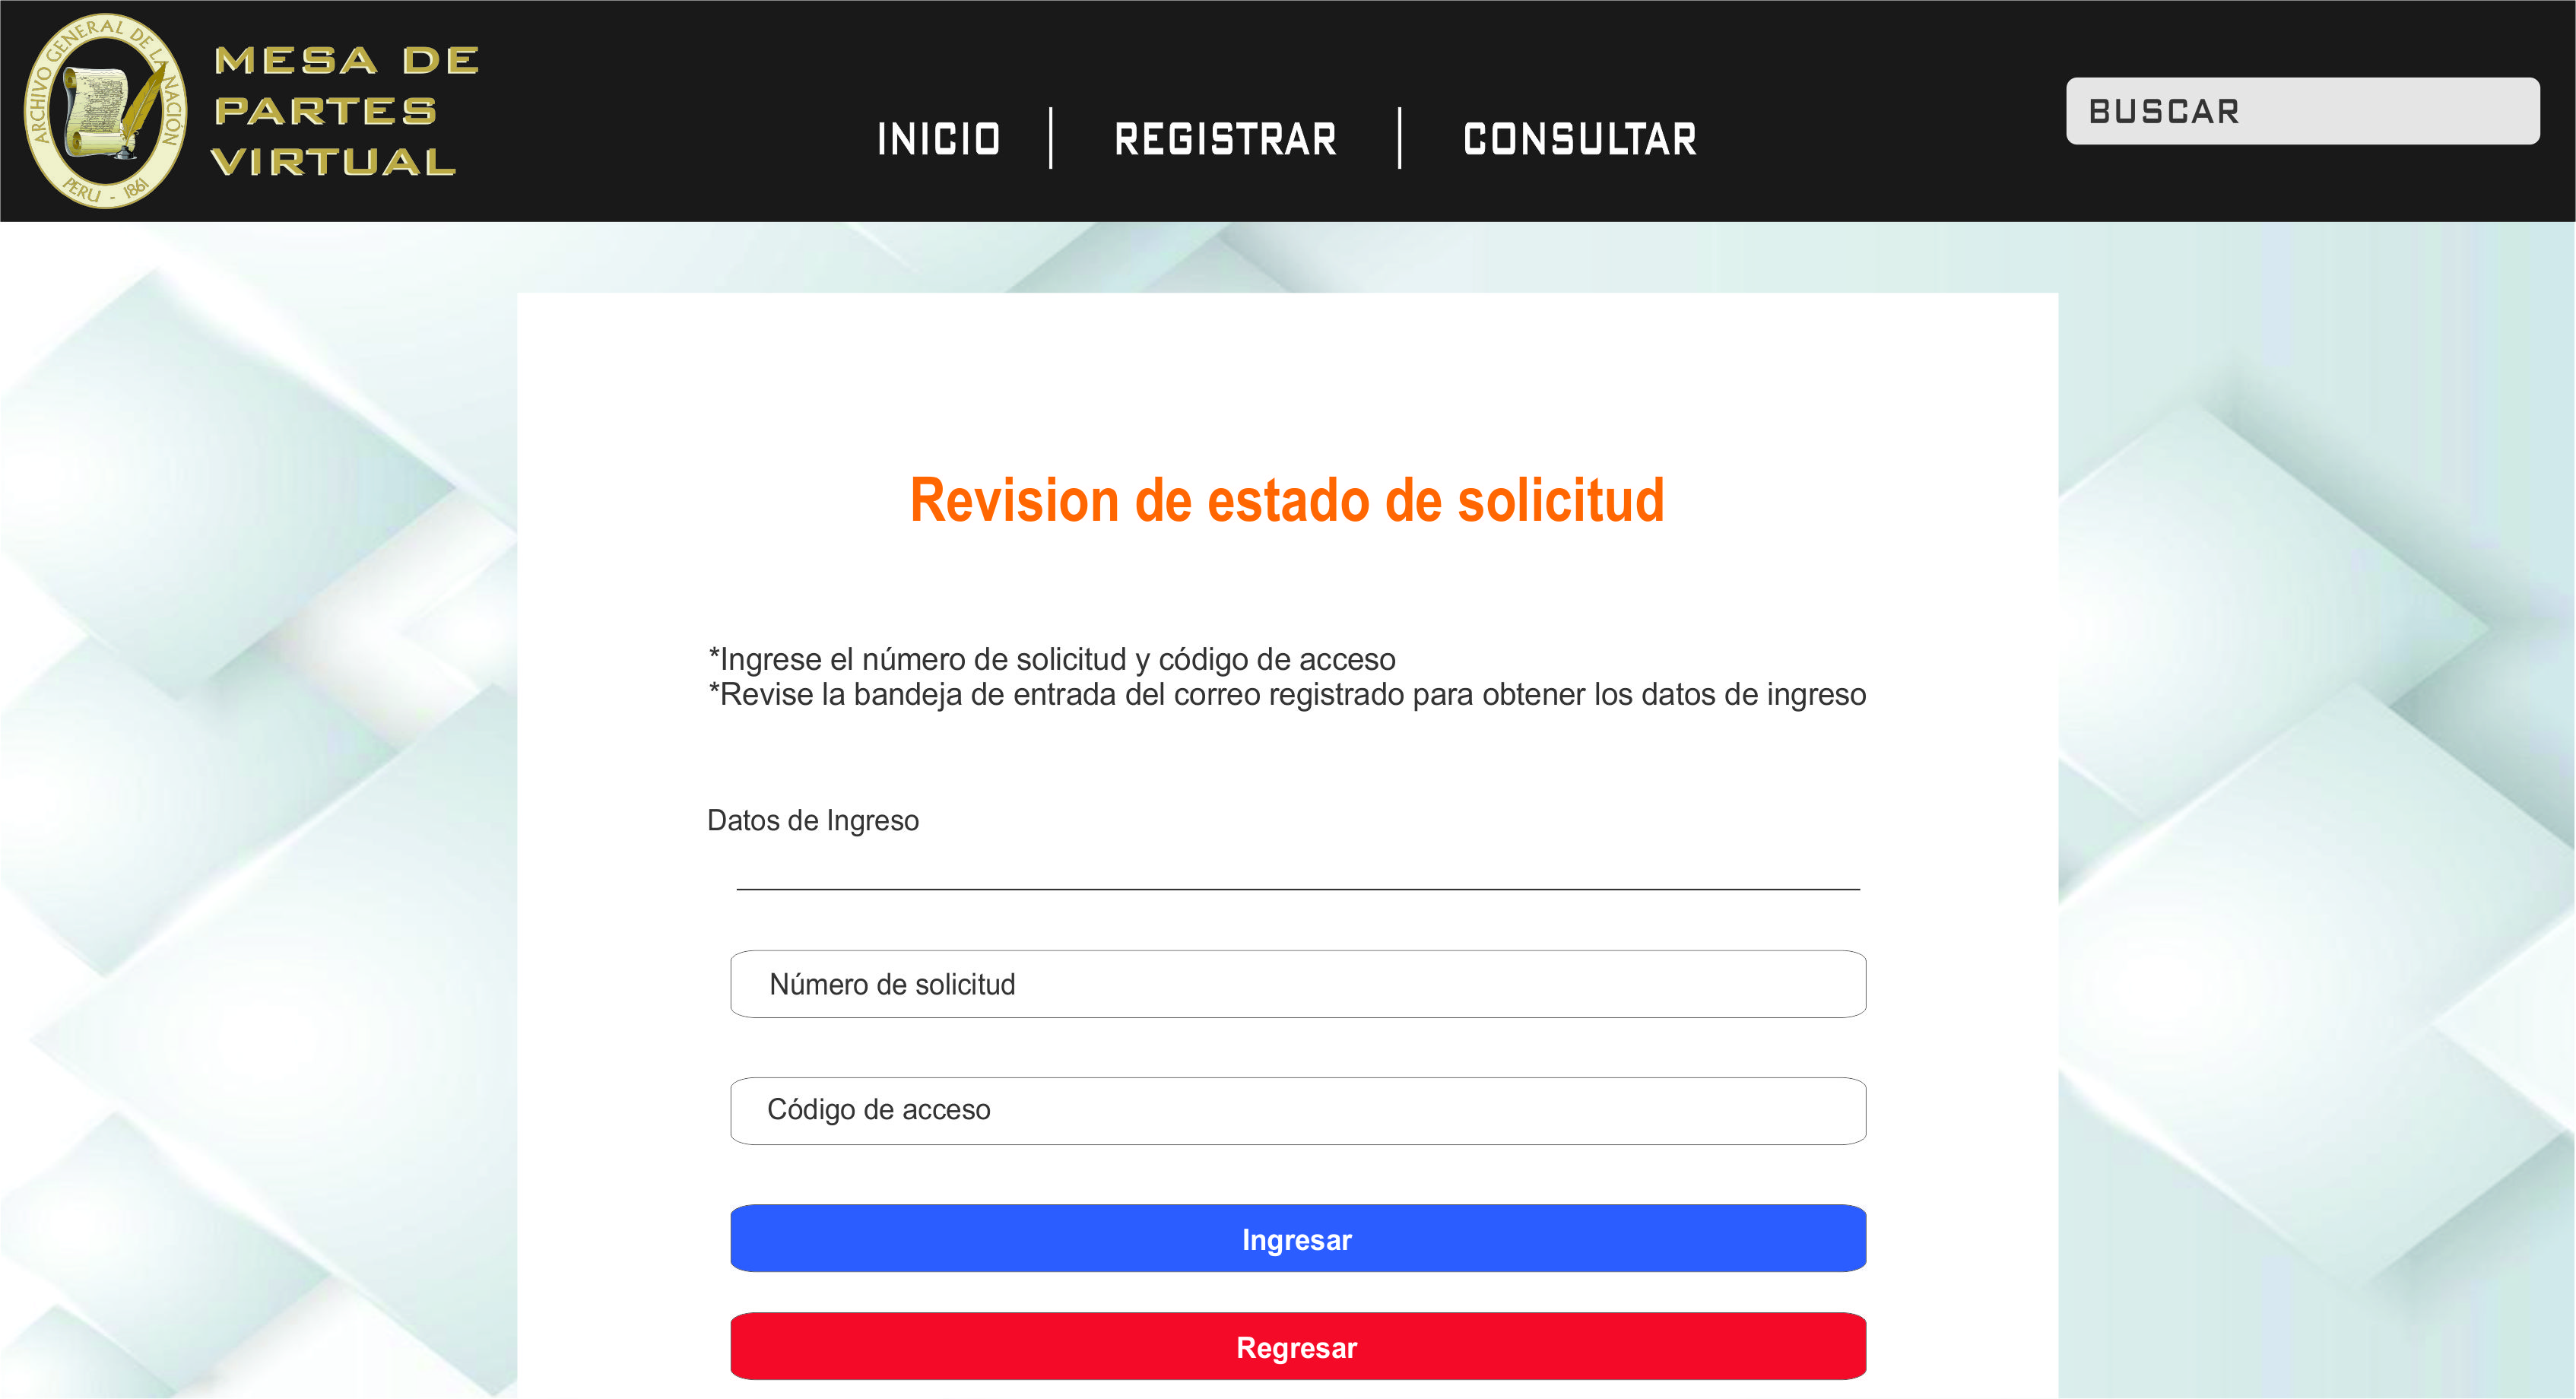 ARCHIVO GENERAL DE LA NACIÓN
PERU - 1861
MESA DE
PARTES
VIRTUAL
INICIO
REGISTRAR
CONSULTAR
BUSCAR
Revision de estado de solicitud
*Ingrese el número de solicitud y código de acceso
*Revise la bandeja de entrada del correo registrado para obtener los datos de ingreso
Datos de Ingreso
Número de solicitud
Código de acceso
Ingresar
Regresar